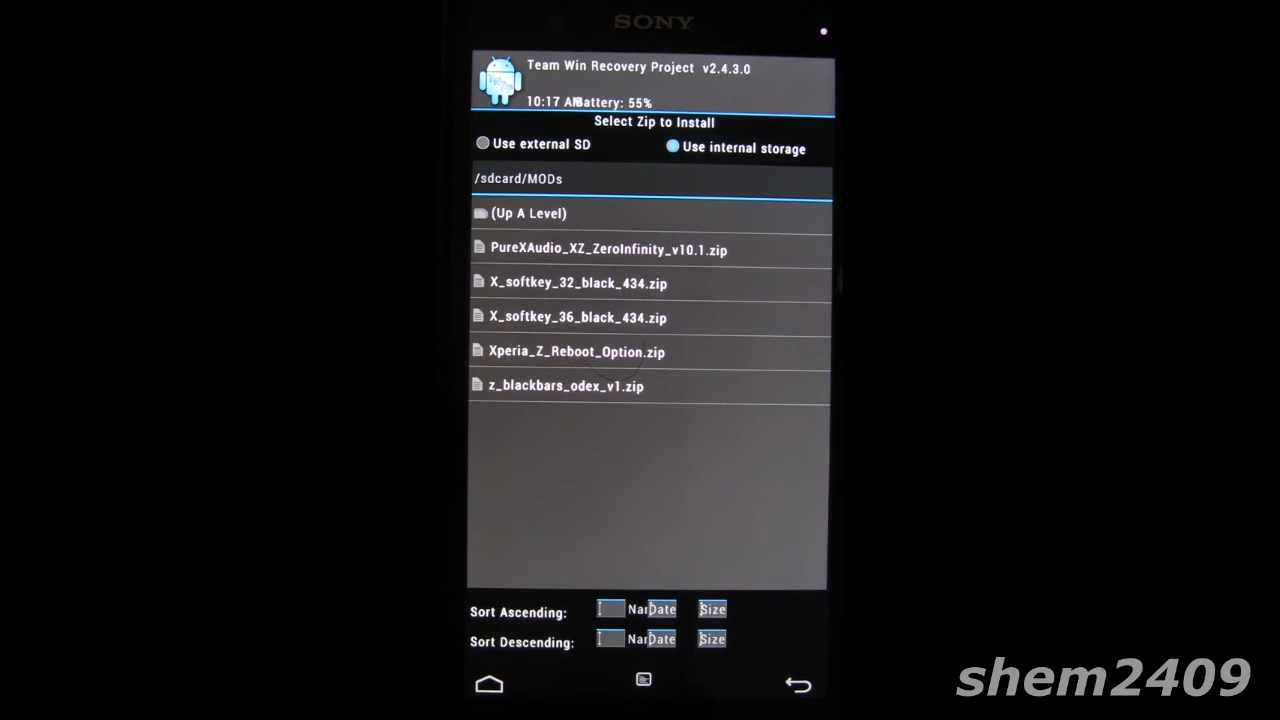 SONY
Team Win Recovery Project v2.4.3.0
10:17 AM Battery: 55%
Select Zip to Install
Use external SD
Use internal storage
/sdcard/MODs
(Up A Level)
PureXAudio_XZ_ZeroInfinity_v10.1.zip
X_softkey_32_black_434.zip
X_softkey_36_black_434.zip
Xperia_Z_Reboot_Option.zip
z_blackbars_odex_v1.zip
Sort Ascending: Nar Date Size
Sort Descending: Nar Date Size
shem2409